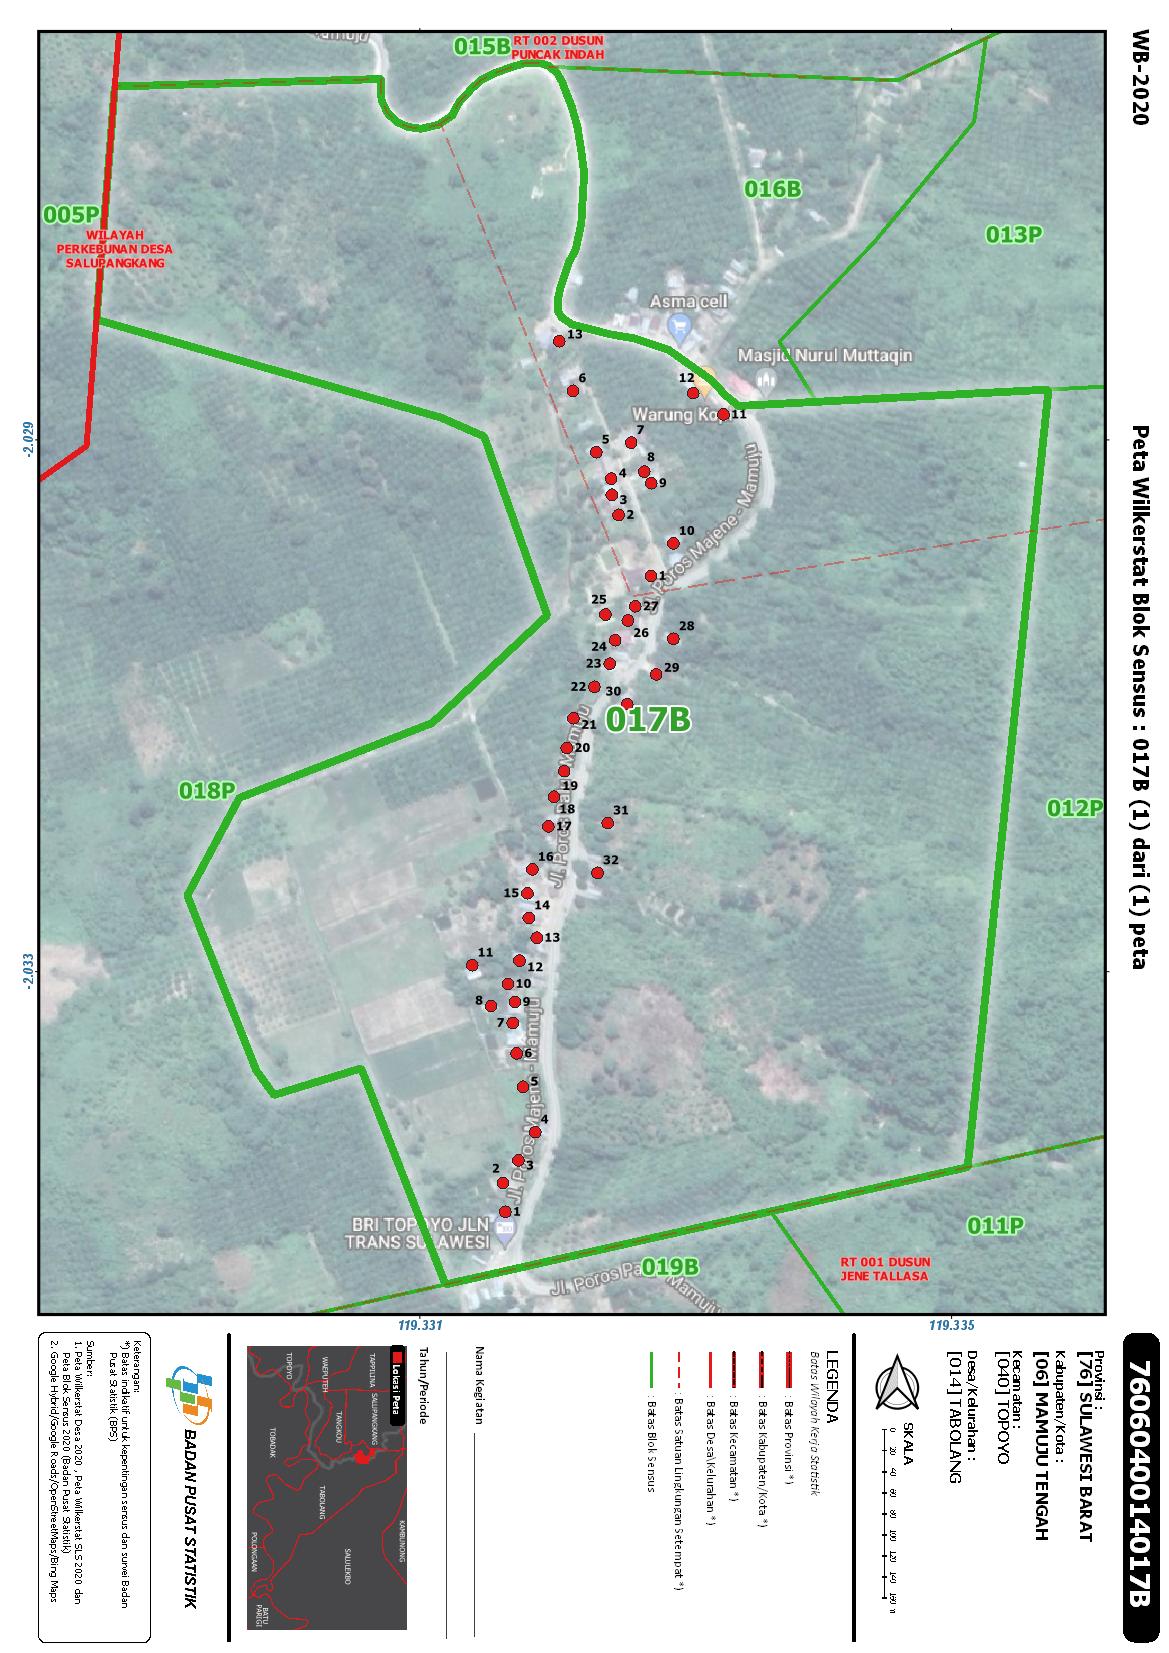 WB-2020
Peta Wilkerstat Blok Sensus : 017B (1) dari (1) peta
015B
RT 002 DUSUN
PUNCAK INDAH
016B
013P
005P
WILAYAH
PERKEBUNAN DESA
SALUPANGKANG
Asma cell
Masjid Nurul Muttaqin
13
6
12
11
7
5
8
4
9
3
2
10
1
Jl. Poros Majene - Mamuju
-2.029
25
27
26
28
24
23
29
22
30
017B
21
20
018P
19
18
012P
31
17
16
32
15
14
13
11
12
-2.033
10
8
9
7
6
5
Jl. Poros Majene - Mamuju
4
3
2
1
BRI TOPOYO JLN
TRANS SULAWESI
011P
019B
RT 001 DUSUN
JENE TALLASA
119.331
119.335
7606040014017B
Provinsi :
[76] SULAWESI BARAT
Kabupaten/Kota :
[06] MAMUJU TENGAH
Kecamatan :
[040] TOPOYO
Desa/Kelurahan :
[014] TABOLANG
SKALA
0 20 40 60 80 100 120 140 160 m
LEGENDA
Batas Wilayah Kerja Statistik
: Batas Provinsi *)
: Batas Kabupaten/Kota *)
: Batas Kecamatan *)
: Batas Desa\Kelurahan *)
: Batas Satuan Lingkungan Setempat *)
: Batas Blok Sensus
Nama Kegiatan
Tahun/Periode
Lokasi Peta
TAPPILINA
SALUPANGKANG
KAMBUNONG
WAEPUTEH
TANGKOU
TOPOYO
TABOLANG
SALULEKBO
TOBADAK
POLONGAAN
BATU
PARIGI
BADAN PUSAT STATISTIK
Keterangan:
*) Batas indikatif untuk kepentingan sensus dan survei Badan
Pusat Statistik (BPS)
Sumber:
1. Peta Wilkerstat Desa 2020 , Peta Wilkerstat SLS 2020 dan
Peta Blok Sensus 2020 (Badan Pusat Statistik)
2. Google Hybrid/Google Roads/OpenStreetMaps/Bing Maps